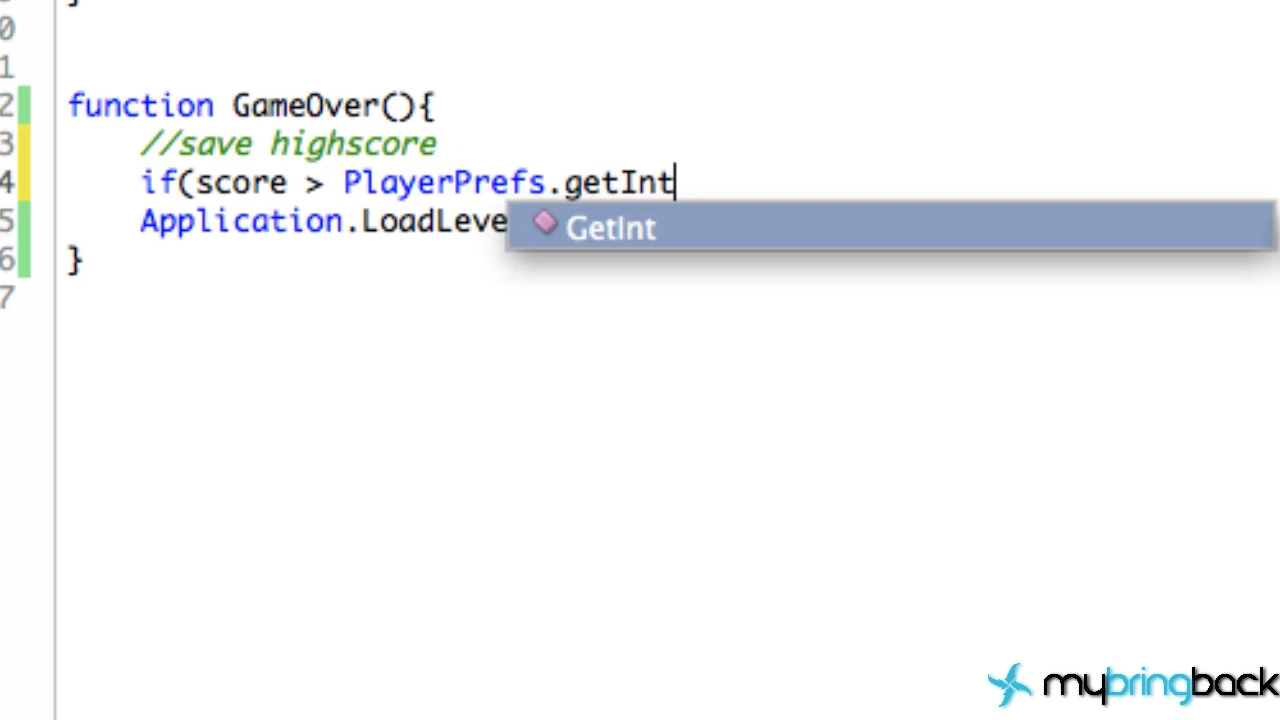 0
1
2 function GameOver(){
3 //save highscore
4 if(score > PlayerPrefs.getInt
5 Application.LoadLeve
GetInt
6 }
7
mybringback